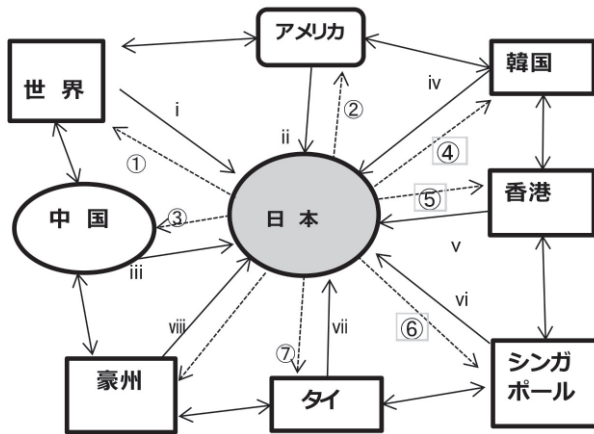 アメリカ
世 界
韓国
i
ii
②
iv
①
④
中 国
③
日 本
⑤
香港
iii
v
viii
vii
vi
⑥
⑦
豪州
タイ
シンガ
ポール